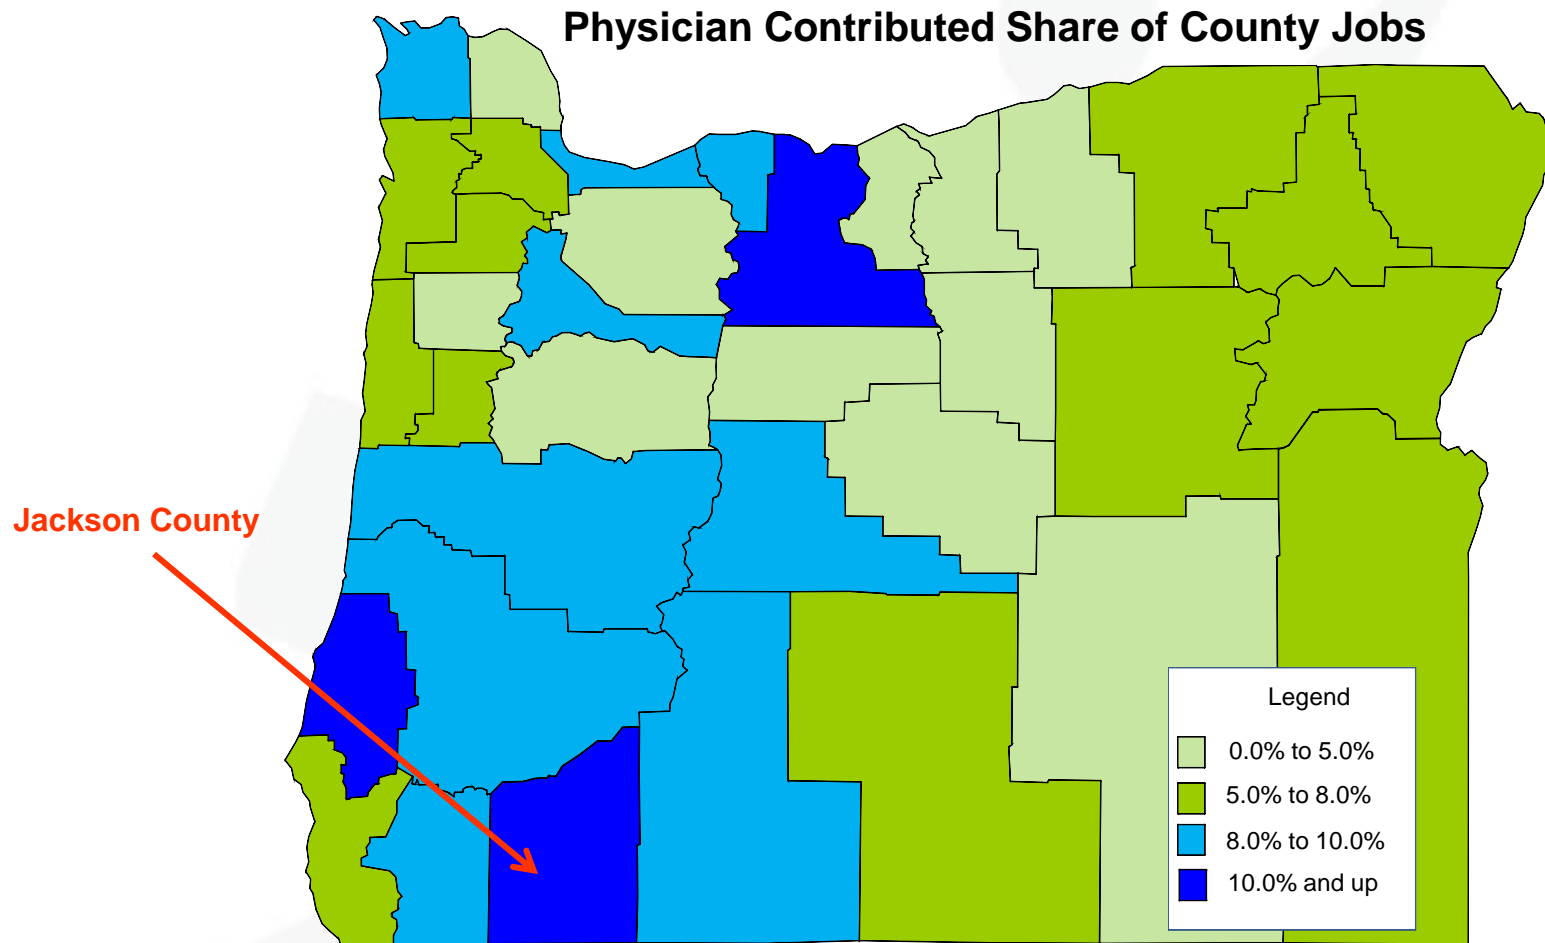 Physician Contributed Share of County Jobs
Jackson County
Legend
0.0% to 5.0%
5.0% to 8.0%
8.0% to 10.0%
10.0% and up